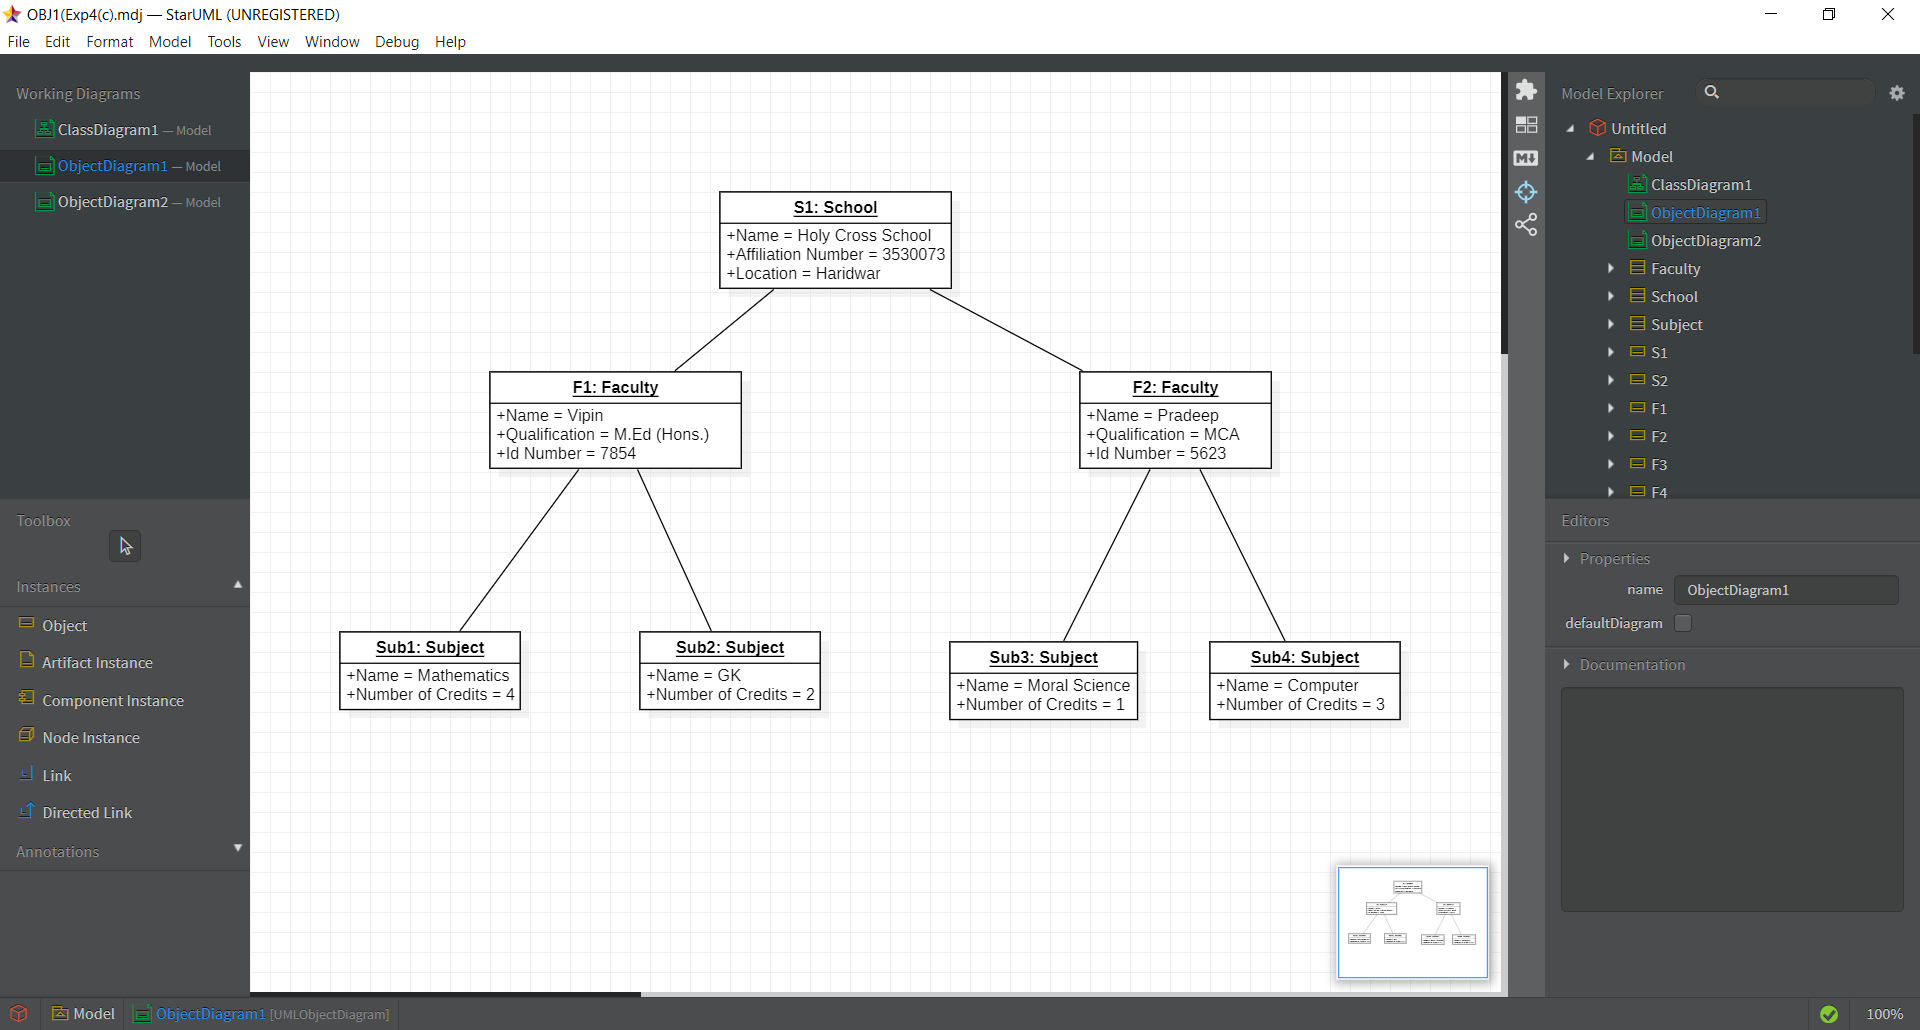 OBJ1(Exp4(c).mdj — StarUML (UNREGISTERED)
File Edit Format Model Tools View Window Debug Help
Working Diagrams
ClassDiagram1 — Model
ObjectDiagram1 — Model
ObjectDiagram2 — Model
Toolbox
Instances
Object
Artifact Instance
Component Instance
Node Instance
Link
Directed Link
Annotations
S1: School
+Name = Holy Cross School
+Affiliation Number = 3530073
+Location = Haridwar
F1: Faculty
+Name = Vipin
+Qualification = M.Ed (Hons.)
+Id Number = 7854
F2: Faculty
+Name = Pradeep
+Qualification = MCA
+Id Number = 5623
Sub1: Subject
+Name = Mathematics
+Number of Credits = 4
Sub2: Subject
+Name = GK
+Number of Credits = 2
Sub3: Subject
+Name = Moral Science
+Number of Credits = 1
Sub4: Subject
+Name = Computer
+Number of Credits = 3
M
Model Explorer
Untitled
Model
ClassDiagram1
ObjectDiagram1
ObjectDiagram2
Faculty
School
Subject
S1
S2
F1
F2
F3
F4
Editors
Properties
name ObjectDiagram1
defaultDiagram
Documentation
Model ObjectDiagram1 [UMLObjectDiagram]
100%